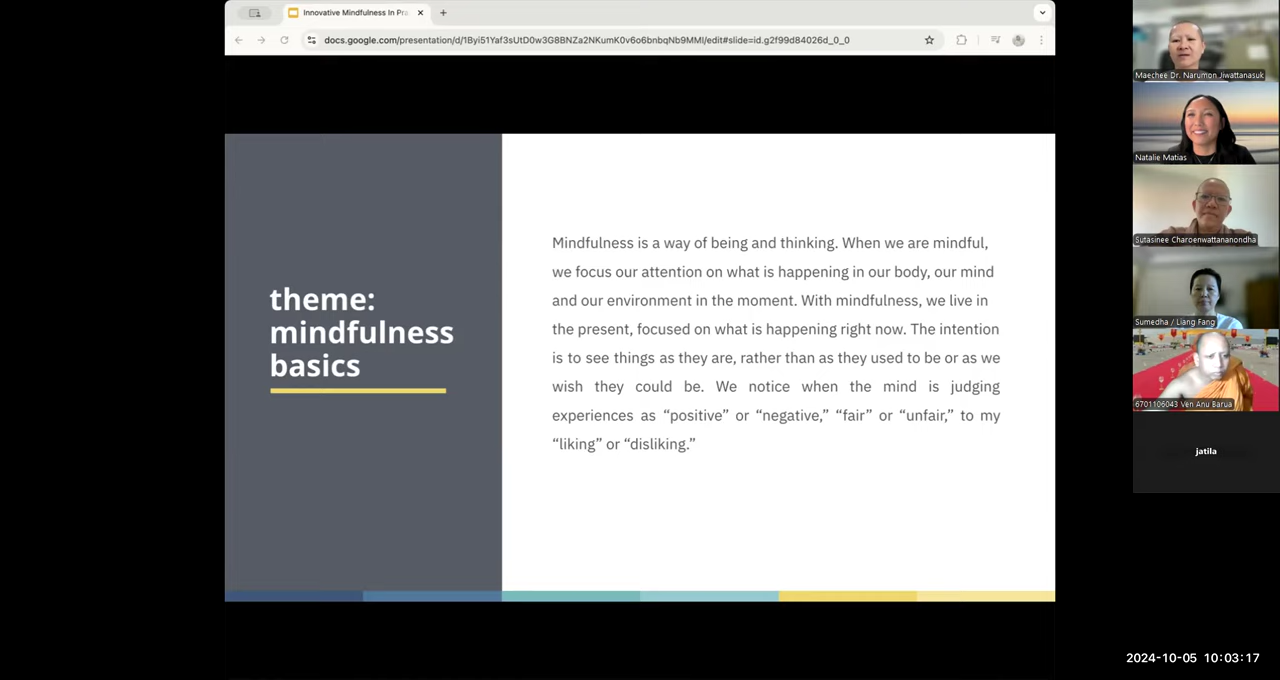 Innovative Mindfulness In Pra
docs.google.com/presentation/d/1Byi51Yaf3sUtD0w3G8BNZa2NKumK0v6o6bnbqNb9MMI/edit#slide=id.g2f99d84026d_0_0
theme:
mindfulness
basics
Mindfulness is a way of being and thinking. When we are mindful,
we focus our attention on what is happening in our body, our mind
and our environment in the moment. With mindfulness, we live in
the present, focused on what is happening right now. The intention
is to see things as they are, rather than as they used to be or as we
wish they could be. We notice when the mind is judging
experiences as “positive” or “negative,” “fair” or “unfair,” to my
“liking” or “disliking.”
Maechee Dr. Narumon Jiwattanasuk
Natalie Matias
Sutasinee Charoenwattananondha
Sumedha / Liang Fang
6701106043 Ven Anu Barua
jatila
2024-10-05 10:03:17